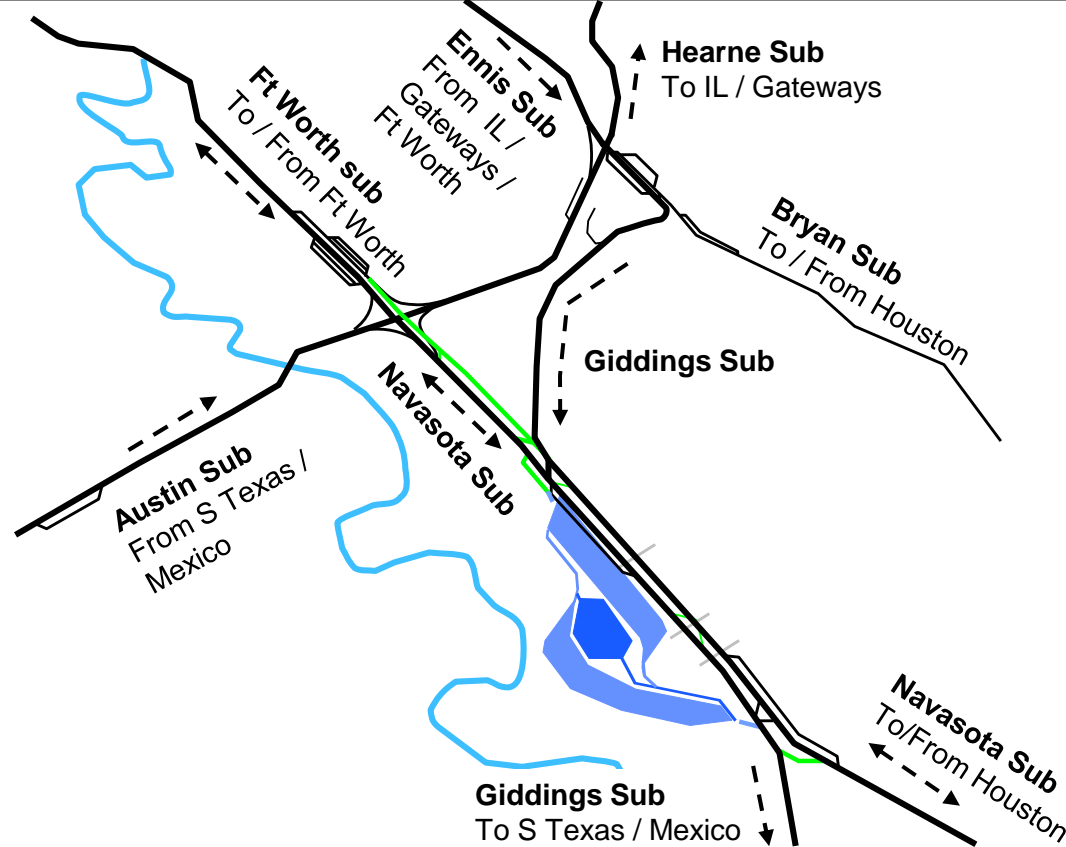 Hearne Sub
To IL / Gateways
Ennis Sub
From IL /
Gateways /
Ft Worth
Ft Worth sub
To / From Ft Worth
Bryan Sub
To / From Houston
Giddings Sub
Navasota Sub
Austin Sub
From S Texas /
Mexico
Navasota Sub
To/From Houston
Giddings Sub
To S Texas / Mexico